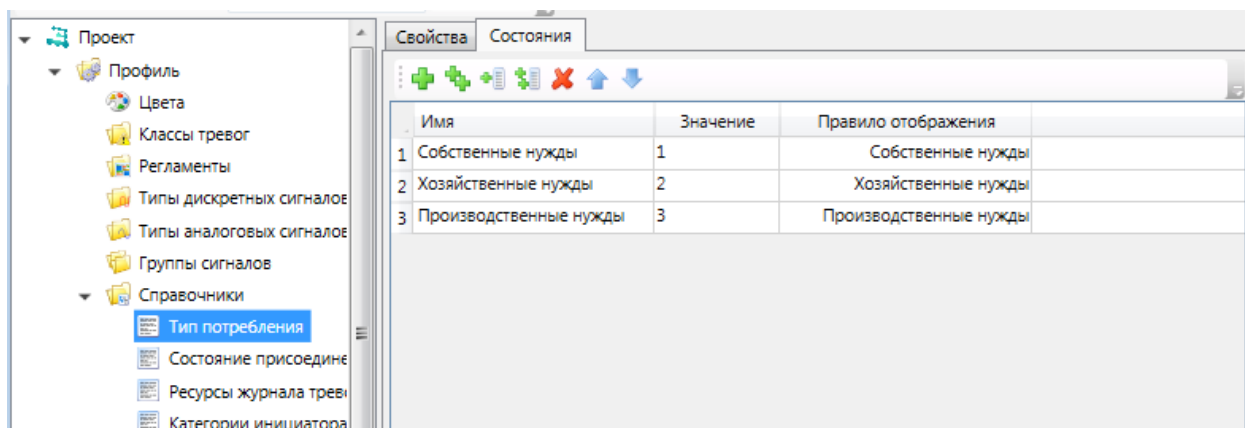 Проект
Профиль
Цвета
Классы тревог
Регламенты
Типы дискретных сигналов
Типы аналоговых сигналов
Группы сигналов
Справочники
Тип потребления
Состояние присоедине
Ресурсы журнала трев
Категории инициатора
Свойства Состояния
Имя Значение Правило отображения
1 Собственные нужды 1 Собственные нужды
2 Хозяйственные нужды 2 Хозяйственные нужды
3 Производственные нужды 3 Производственные нужды